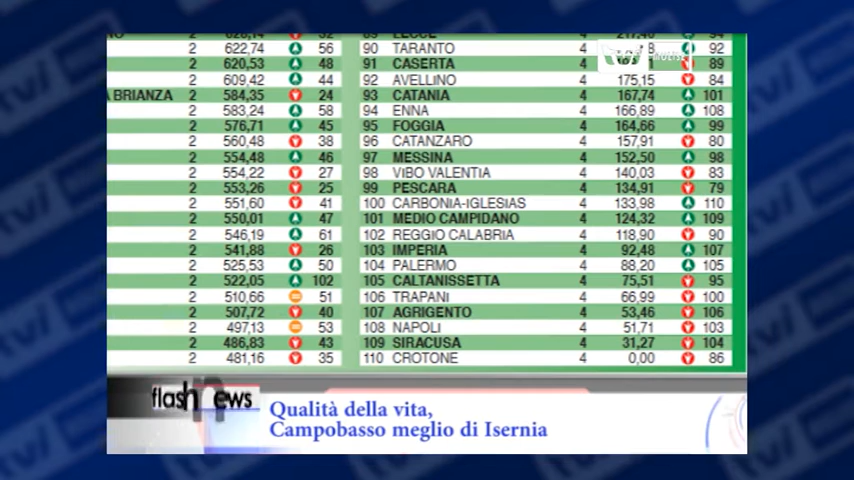 2 32 LECCE 4 94
2 622,74 56 90 TARANTO 4 92
2 620,53 48 91 CASERTA 4 89
2 609,42 44 92 AVELLINO 4 175,15 84
BRIANZA 2 584,35 24 93 CATANIA 4 167,74 101
2 583,24 58 94 ENNA 4 166,89 108
2 576,71 45 95 FOGGIA 4 164,66 99
2 560,48 38 96 CATANZARO 4 157,91 80
2 554,48 46 97 MESSINA 4 152,50 98
2 554,22 27 98 VIBO VALENTIA 4 140,03 83
2 553,26 25 99 PESCARA 4 134,91 79
2 551,60 41 100 CARBONIA-IGLESIAS 4 133,98 110
2 550,01 47 101 MEDIO CAMPIDANO 4 124,32 109
2 546,19 61 102 REGGIO CALABRIA 4 118,90 90
2 541,88 26 103 IMPERIA 4 92,48 107
2 525,53 50 104 PALERMO 4 88,20 105
2 522,05 102 105 CALTANISSETTA 4 75,51 95
2 510,66 51 106 TRAPANI 4 66,99 100
2 507,72 40 107 AGRIGENTO 4 53,46 106
2 497,13 53 108 NAPOLI 4 51,71 103
2 486,83 43 109 SIRACUSA 4 31,27 104
2 481,16 35 110 CROTONE 4 0,00 86
flash news
Qualità della vita,
Campobasso meglio di Isernia